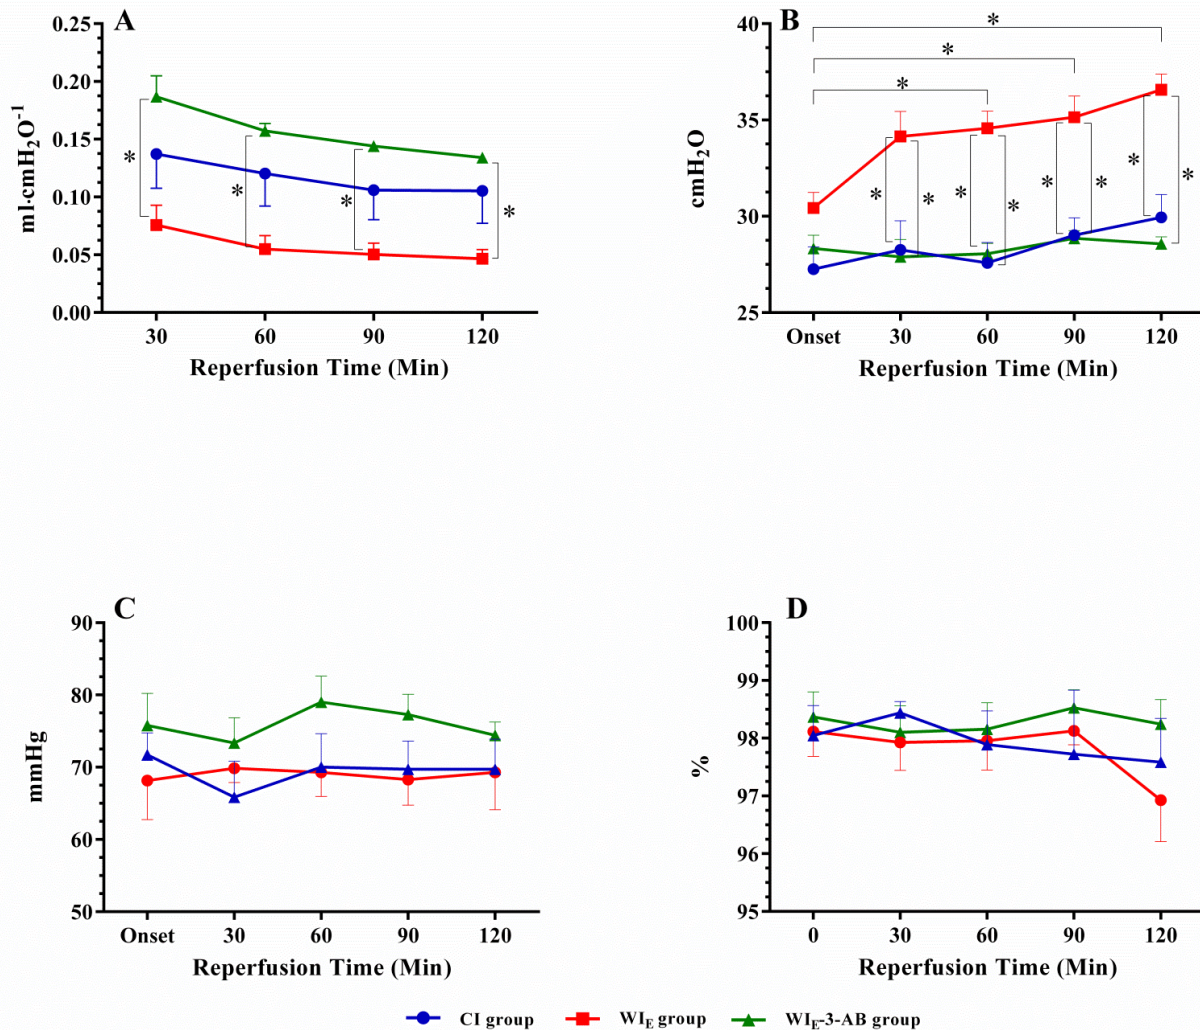 A
0.25
0.20
0.15
0.10
0.05
0.00
ml·cmH₂O⁻¹
*
*
*
*
30 60 90 120
Reperfusion Time (Min)
B
40
35
30
25
cmH₂O
*
*
*
* * * * * * * *
Onset 30 60 90 120
Reperfusion Time (Min)
C
90
80
70
60
50
mmHg
Onset 30 60 90 120
Reperfusion Time (Min)
D
100
99
98
97
96
95
%
0 30 60 90 120
Reperfusion Time (Min)
CI group WI_E group WI_E-3-AB group